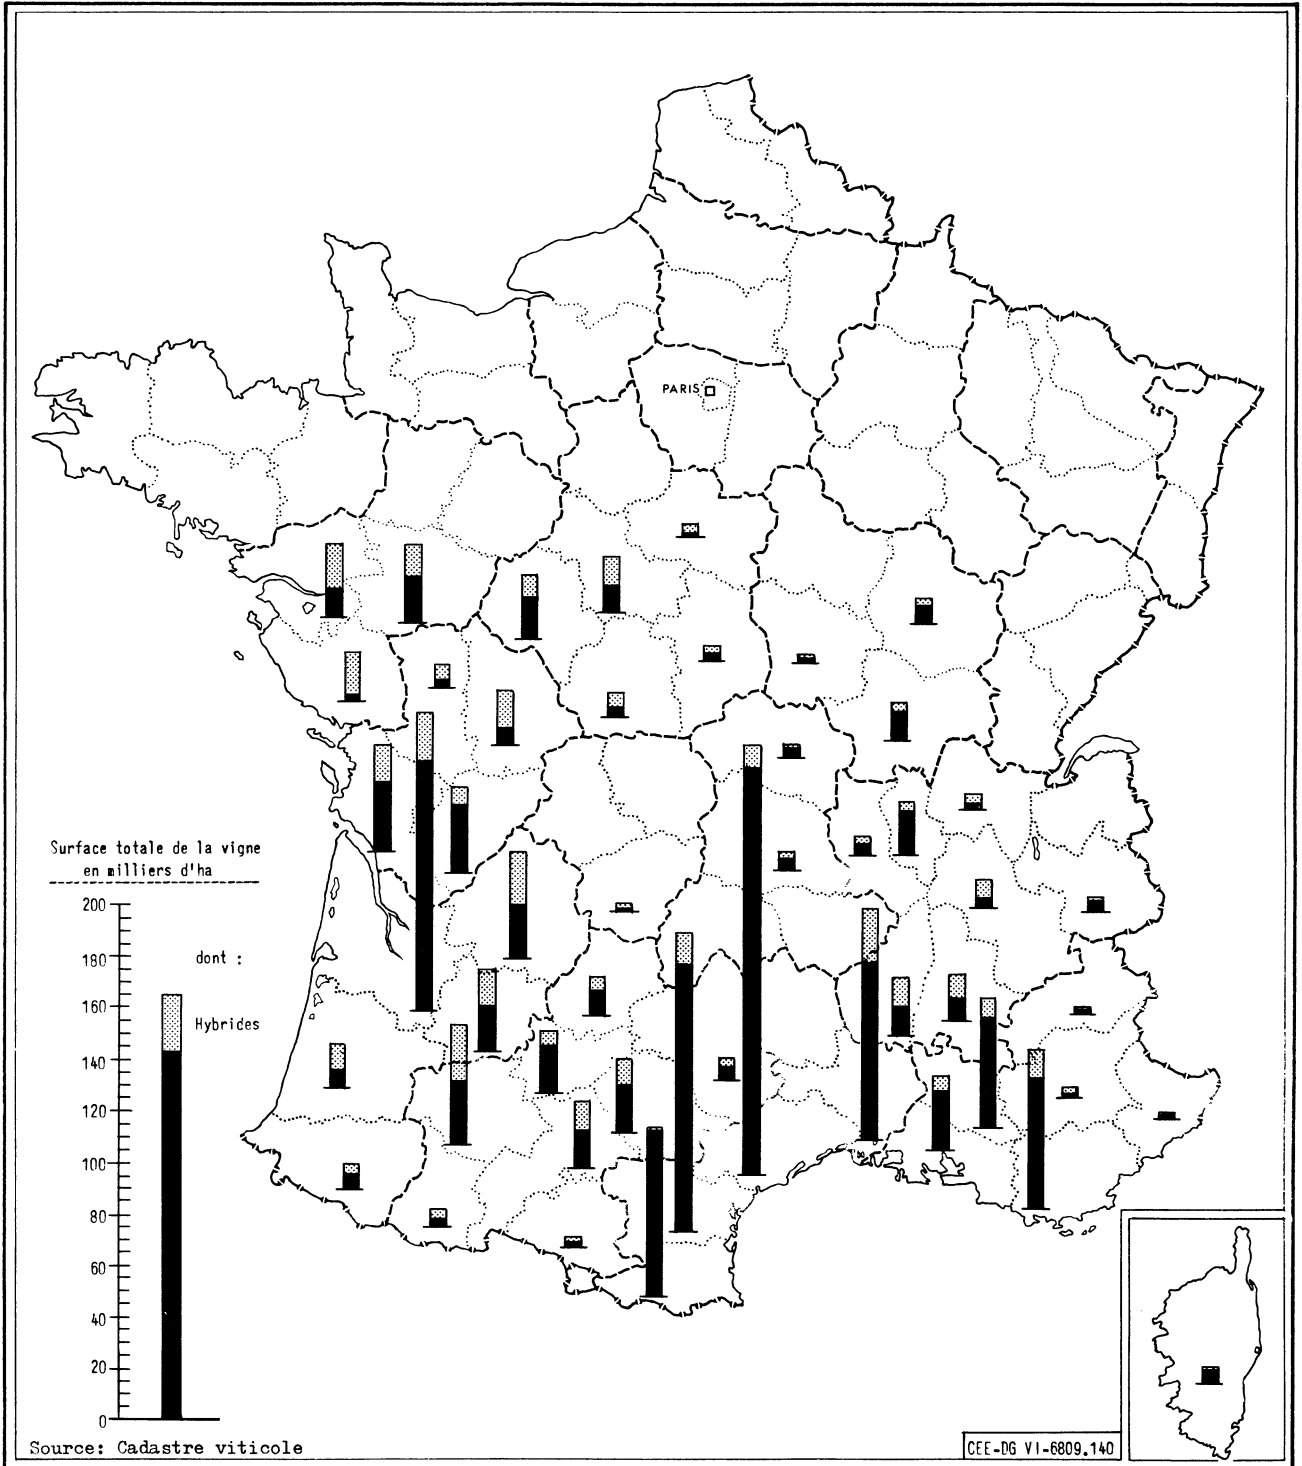 PARIS
Surface totale de la vigne
en milliers d'ha
200
180
160
140
120
100
80
60
40
20
0
dont :
Hybrides
Source: Cadastre viticole
CEE-DG VI-6809.140